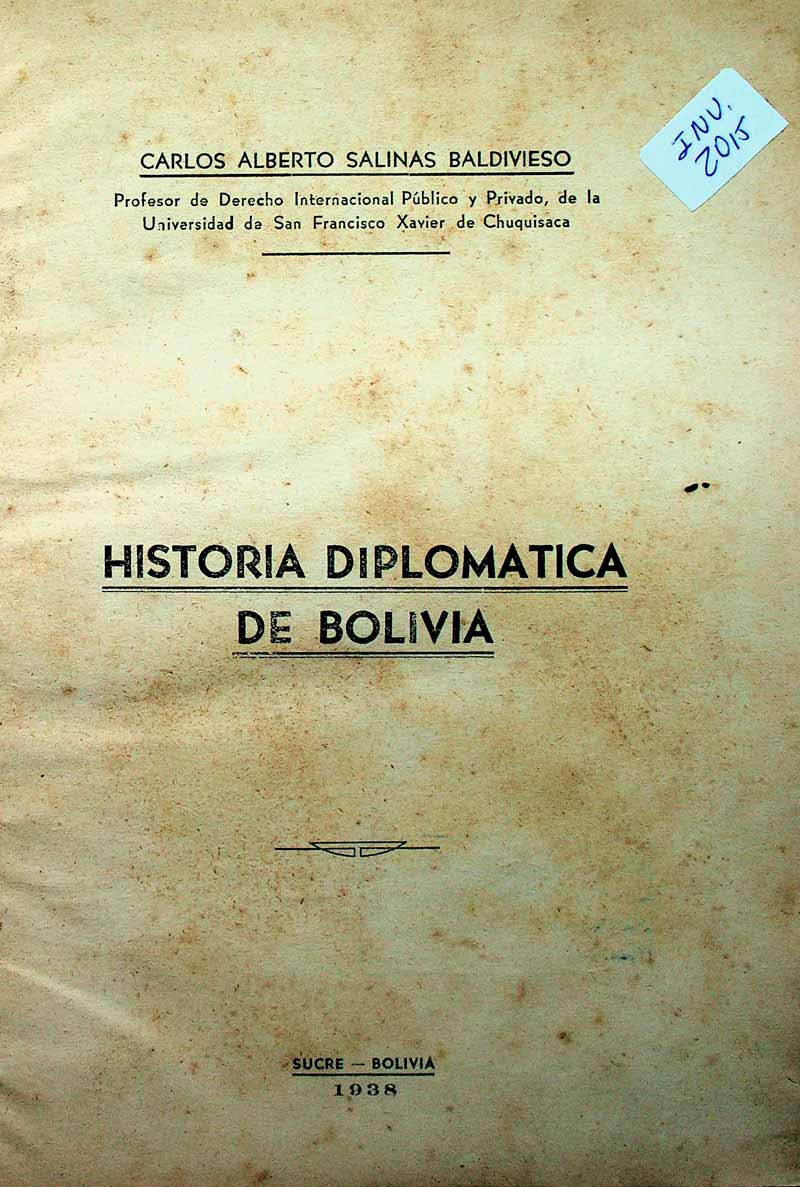 INV.
2015
CARLOS ALBERTO SALINAS BALDIVIESO
Profesor de Derecho Internacional Público y Privado, de la
Universidad de San Francisco Xavier de Chuquisaca
HISTORIA DIPLOMATICA
DE BOLIVIA
SUCRE — BOLIVIA
1938